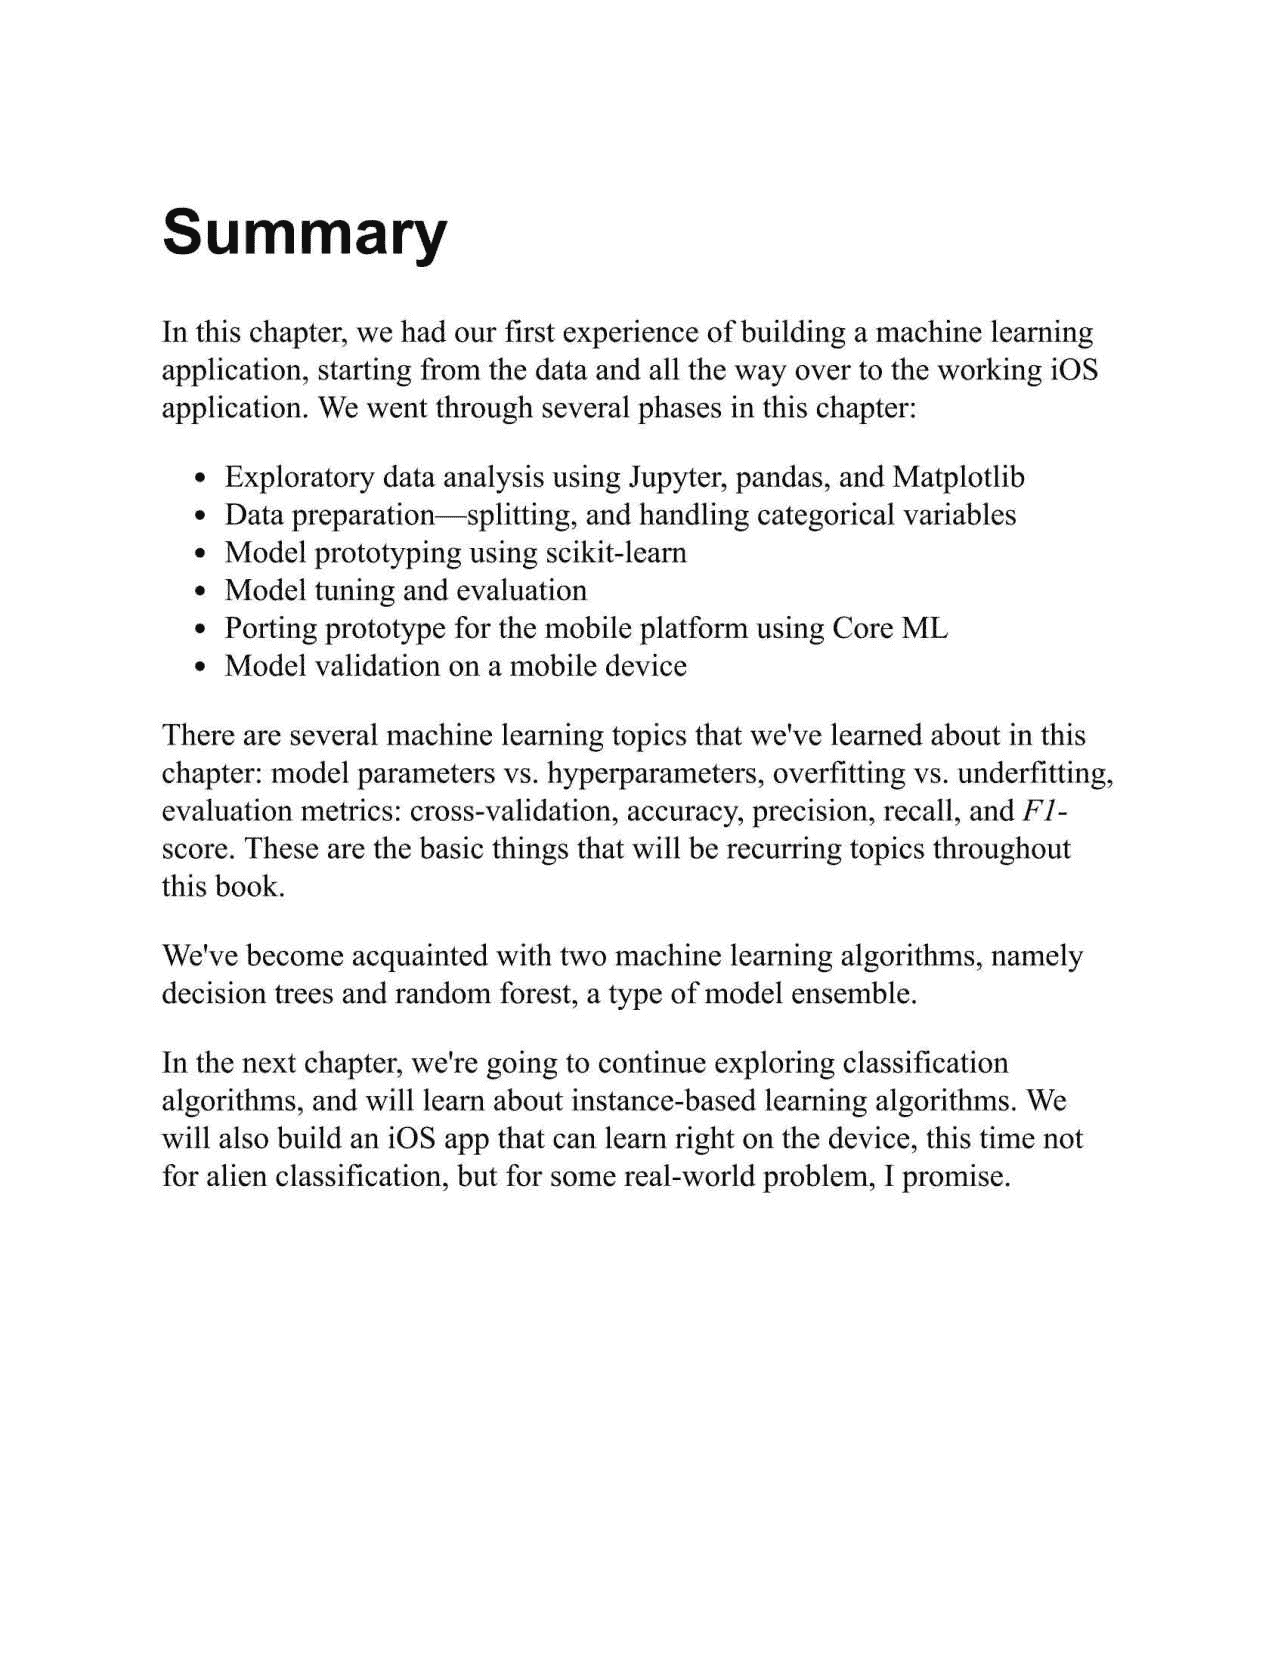 Summary
In this chapter, we had our first experience of building a machine learning
application, starting from the data and all the way over to the working iOS
application. We went through several phases in this chapter:
• Exploratory data analysis using Jupyter, pandas, and Matplotlib
• Data preparation—splitting, and handling categorical variables
• Model prototyping using scikit-learn
• Model tuning and evaluation
• Porting prototype for the mobile platform using Core ML
• Model validation on a mobile device
There are several machine learning topics that we've learned about in this
chapter: model parameters vs. hyperparameters, overfitting vs. underfitting,
evaluation metrics: cross-validation, accuracy, precision, recall, and F1-
score. These are the basic things that will be recurring topics throughout
this book.
We've become acquainted with two machine learning algorithms, namely
decision trees and random forest, a type of model ensemble.
In the next chapter, we're going to continue exploring classification
algorithms, and will learn about instance-based learning algorithms. We
will also build an iOS app that can learn right on the device, this time not
for alien classification, but for some real-world problem, I promise.